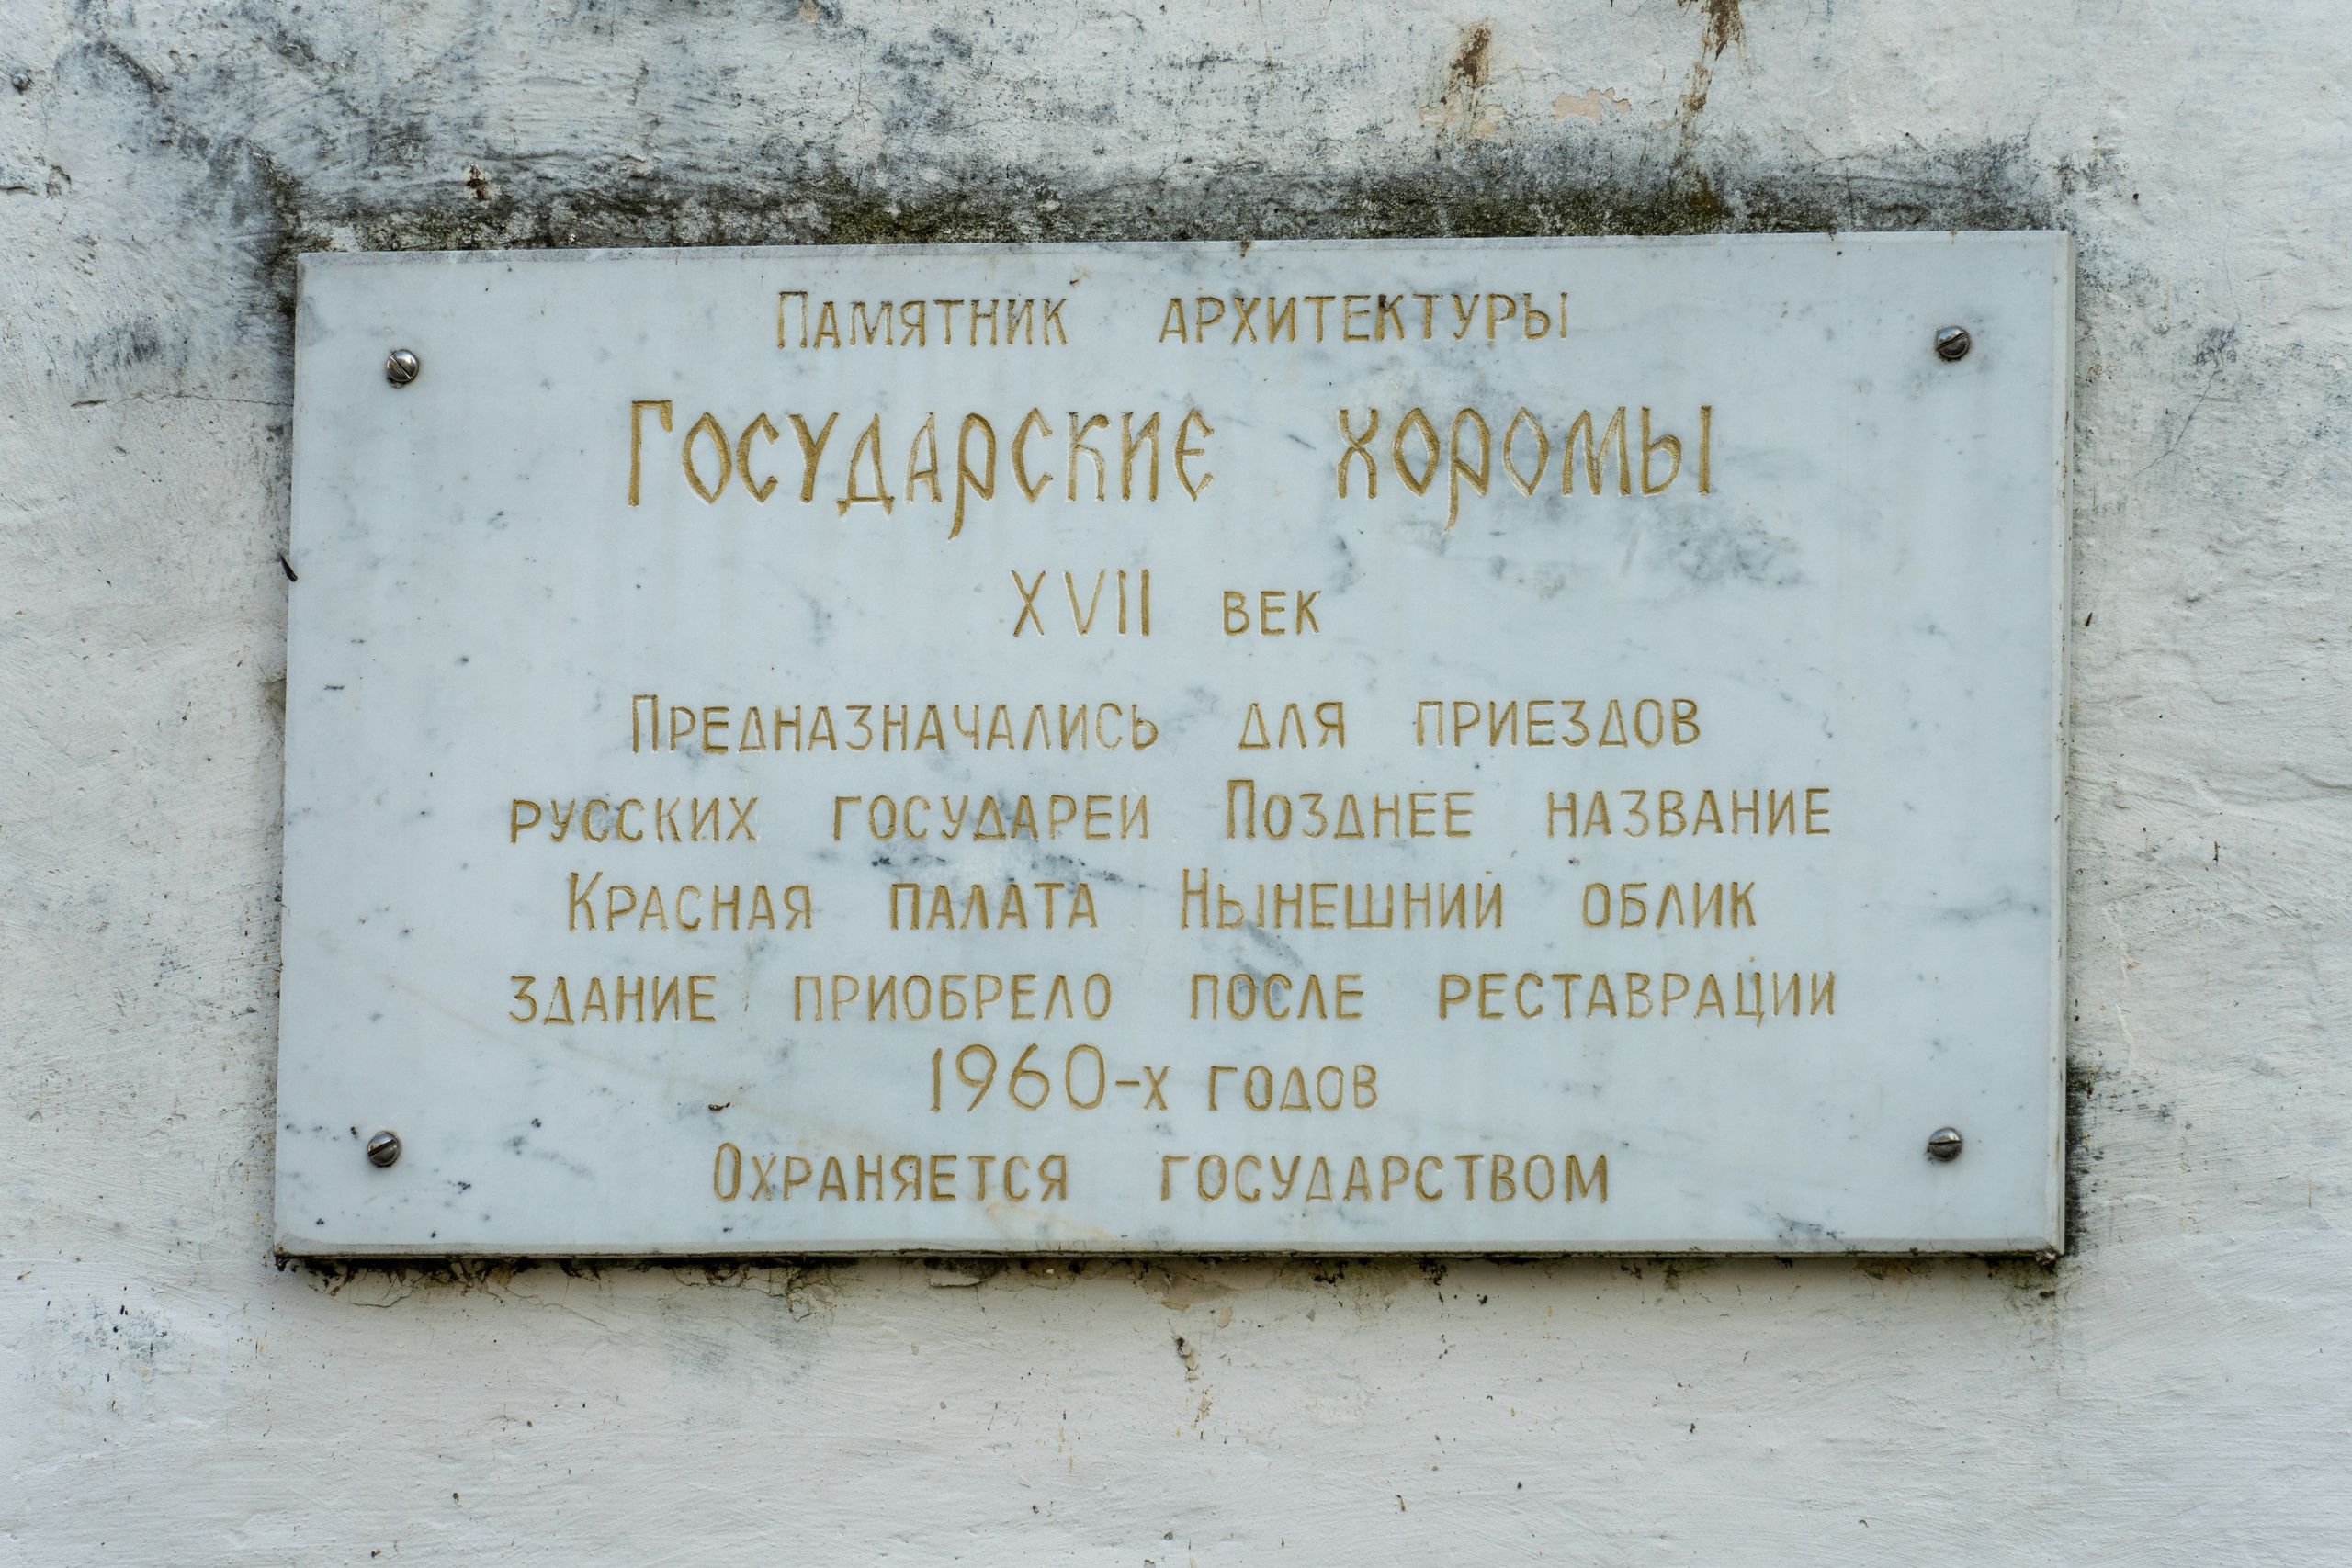 Памятник архитектуры
Государские хоромы
XVII век
Предназначались для приездов
русских государеи Позднее название
Красная палата Нынешний облик
здание приобрело после реставрации
1960-х годов
Охраняется государством